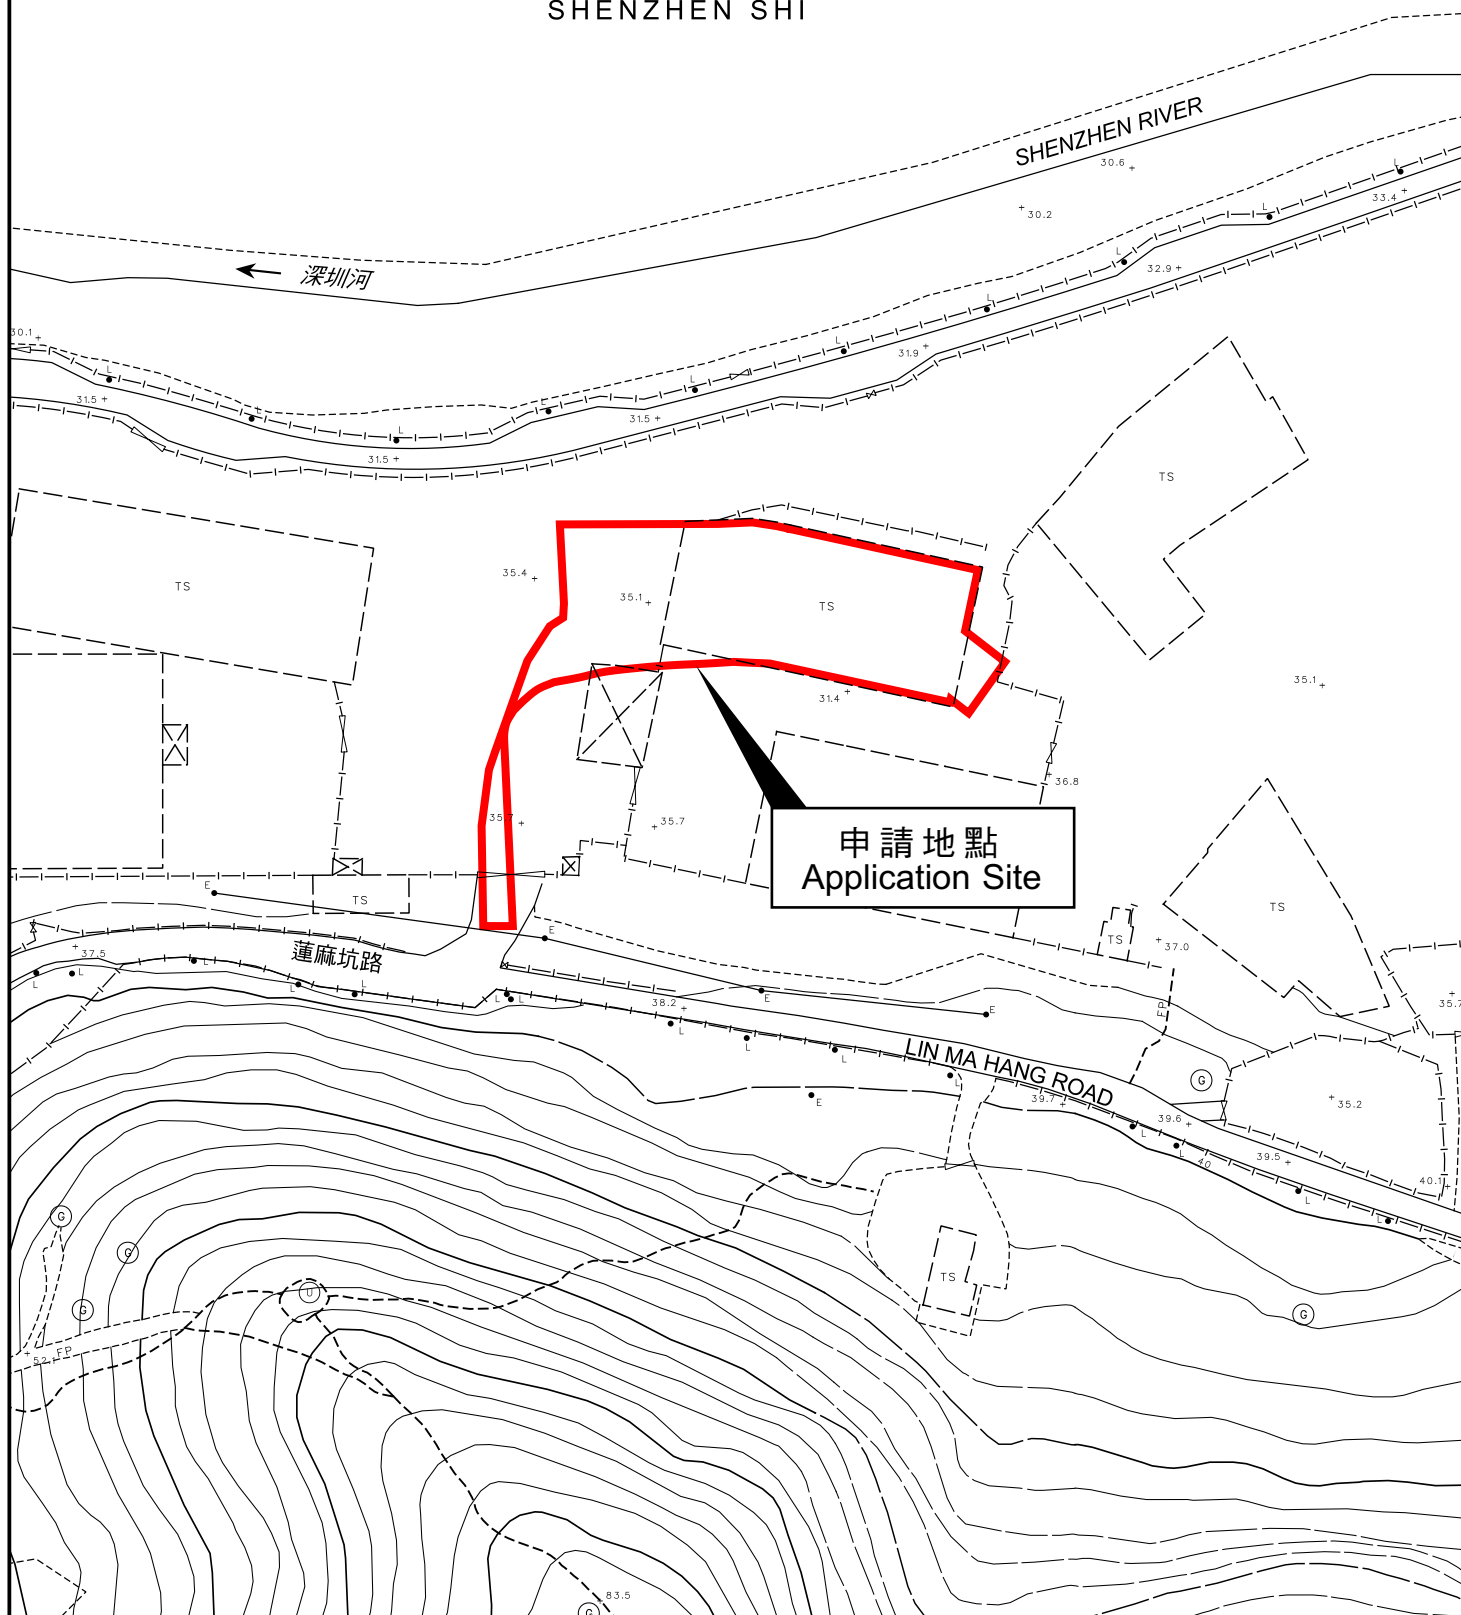 SHENZHEN SHI
SHENZHEN RIVER
30.6
30.2
L
33.4
L
L
32.9
深圳河
L
30.1
L
31.9
L
L
31.5
L
L
31.5
L
31.5
TS
35.4
TS
35.1
TS
35.1
31.4
36.8
35.7
35.7
申請地點
Application Site
E
TS
TS
E
TS
37.0
37.5
蓮麻坑路
L
L
L
L
L
L
L
E
38.2
E
FP
35.7
L
L
L
LIN MA HANG ROAD
L
G
E
39.7
35.2
39.6
L
L
40
39.5
40.1
L
L
G
G
TS
U
G
G
52.1
FP
83.5
G